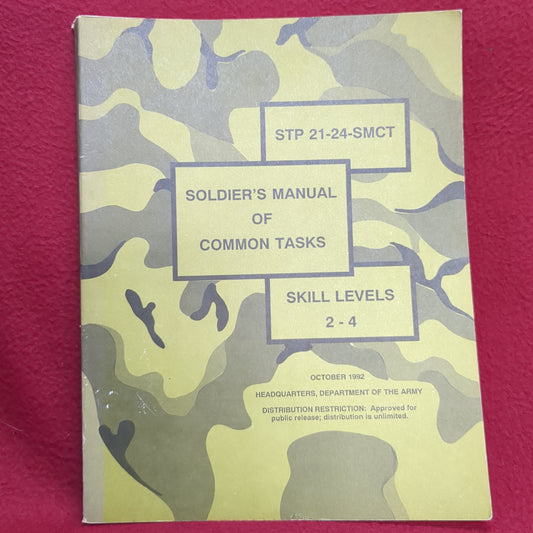 STP 21-24-SMCT
SOLDIER'S MANUAL
OF
COMMON TASKS
SKILL LEVELS
2 - 4
OCTOBER 1992
HEADQUARTERS, DEPARTMENT OF THE ARMY
DISTRIBUTION RESTRICTION: Approved for
public release; distribution is unlimited.